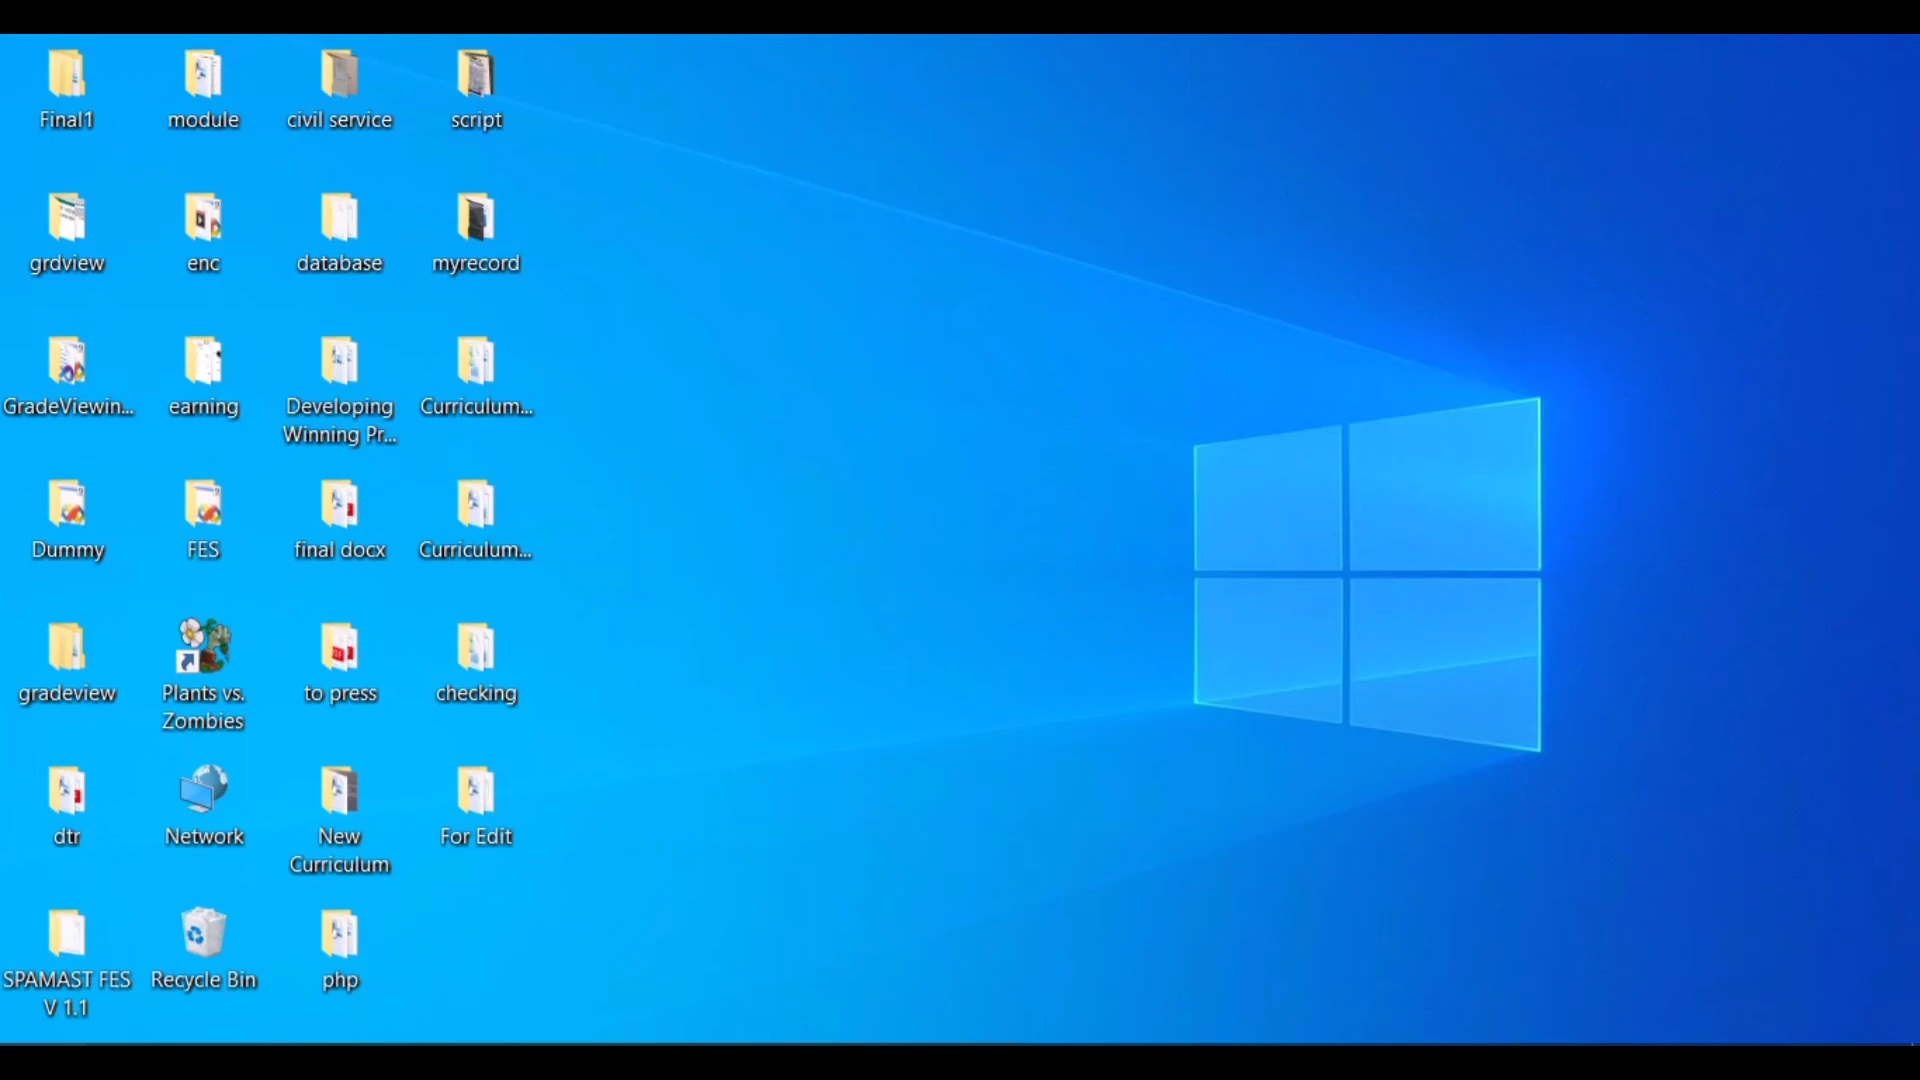 Final1
module
civil service
script
grdview
enc
database
myrecord
GradeViewin...
earning
Developing
Winning Pr...
Curriculum...
Dummy
FES
final docx
Curriculum...
gradeview
Plants vs.
Zombies
to press
checking
dtr
Network
New
Curriculum
For Edit
SPAMAST FES
V 1.1
Recycle Bin
php